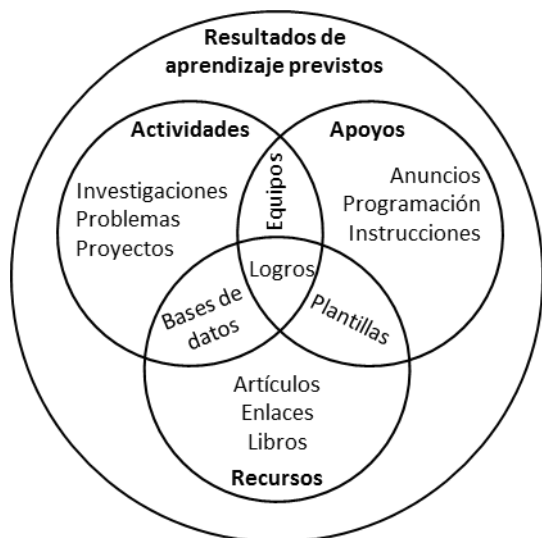 Resultados de
aprendizaje previstos
Actividades
Apoyos
Investigaciones
Problemas
Proyectos
Equipos
Anuncios
Programación
Instrucciones
Logros
Bases de
datos
Plantillas
Artículos
Enlaces
Libros
Recursos